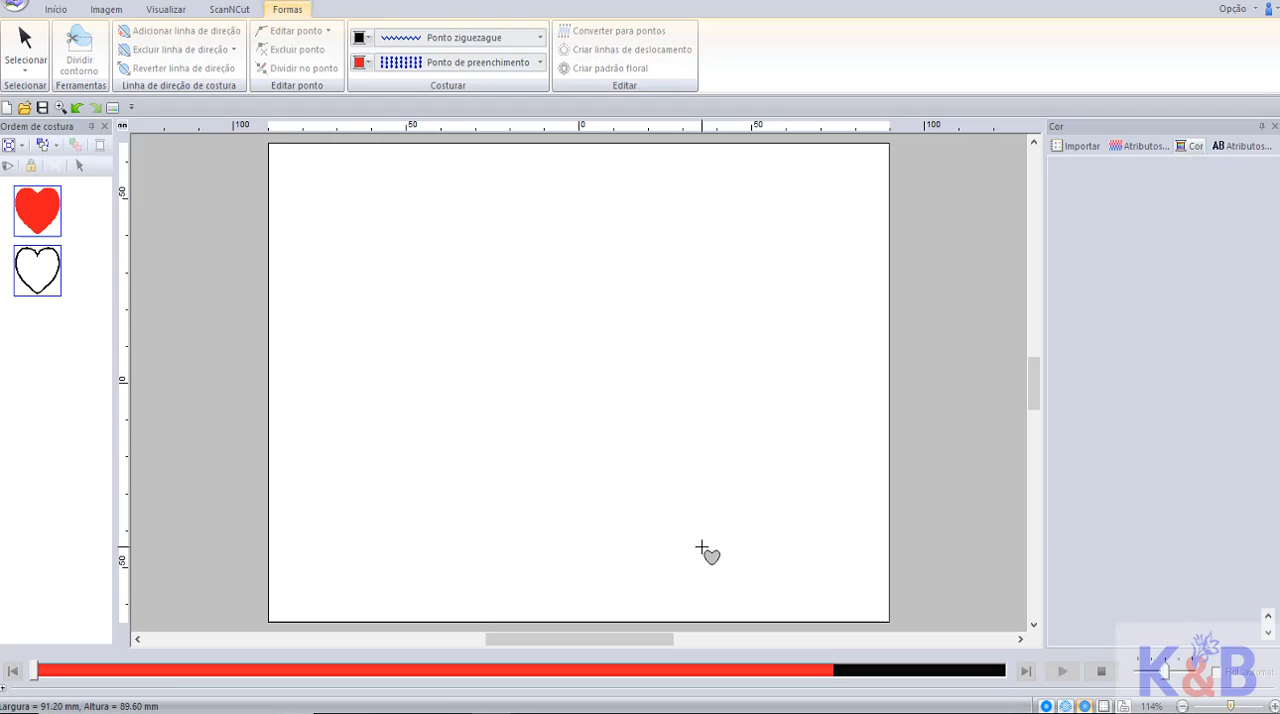 Início Imagem Visualizar ScanNCut Formas Opção
Selecionar
Selecionar
Dividir
contorno
Ferramentas
Adicionar linha de direção
Excluir linha de direção
Reverter linha de direção
Linha de direção de costura
Editar ponto
Excluir ponto
Dividir no ponto
Editar ponto
Ponto ziguezague
Ponto de preenchimento
Costurar
Converter para pontos
Criar linhas de deslocamento
Criar padrão floral
Editar
Ordem de costura
mm 100 50 0 50 100
50
0
50
Cor
Importar Atributos... Cor AB Atributos...
K&B
Largura = 91.20 mm, Altura = 89.60 mm 114%